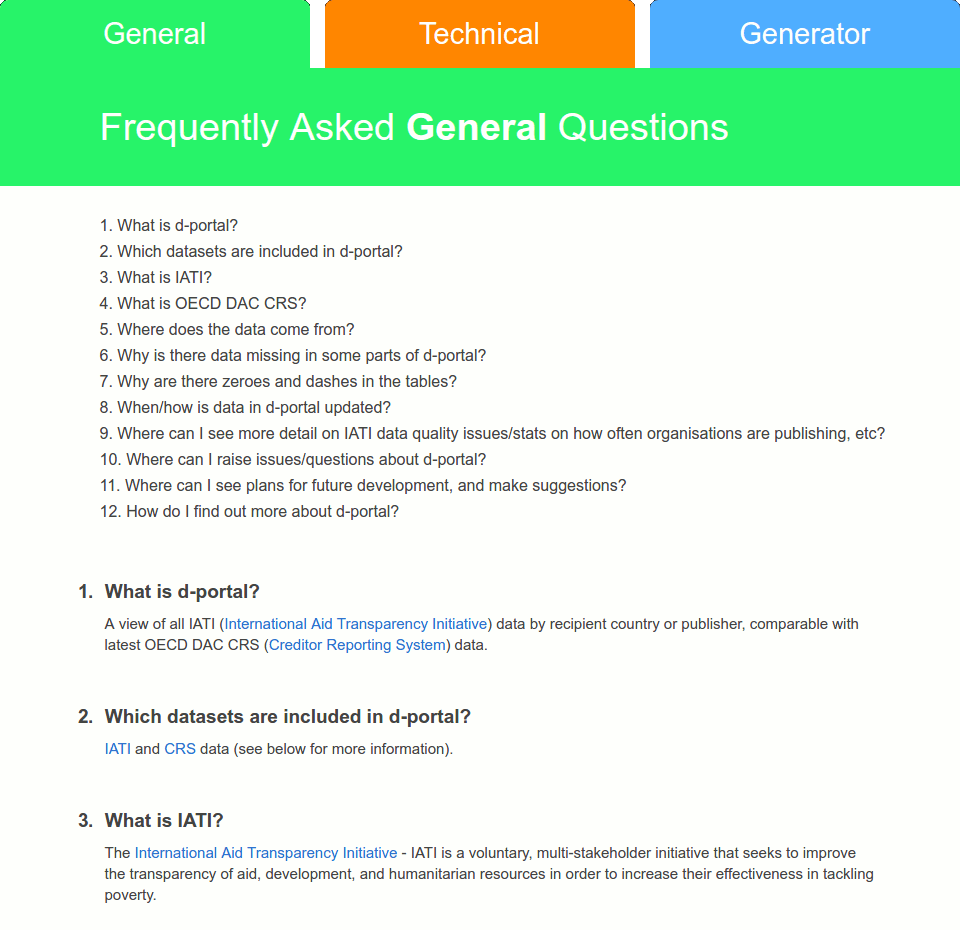 General
Technical
Generator
Frequently Asked General Questions
1. What is d-portal?
2. Which datasets are included in d-portal?
3. What is IATI?
4. What is OECD DAC CRS?
5. Where does the data come from?
6. Why is there data missing in some parts of d-portal?
7. Why are there zeroes and dashes in the tables?
8. When/how is data in d-portal updated?
9. Where can I see more detail on IATI data quality issues/stats on how often organisations are publishing, etc?
10. Where can I raise issues/questions about d-portal?
11. Where can I see plans for future development, and make suggestions?
12. How do I find out more about d-portal?
1. What is d-portal?
A view of all IATI (International Aid Transparency Initiative) data by recipient country or publisher, comparable with
latest OECD DAC CRS (Creditor Reporting System) data.
2. Which datasets are included in d-portal?
IATI and CRS data (see below for more information).
3. What is IATI?
The International Aid Transparency Initiative - IATI is a voluntary, multi-stakeholder initiative that seeks to improve
the transparency of aid, development, and humanitarian resources in order to increase their effectiveness in tackling
poverty.